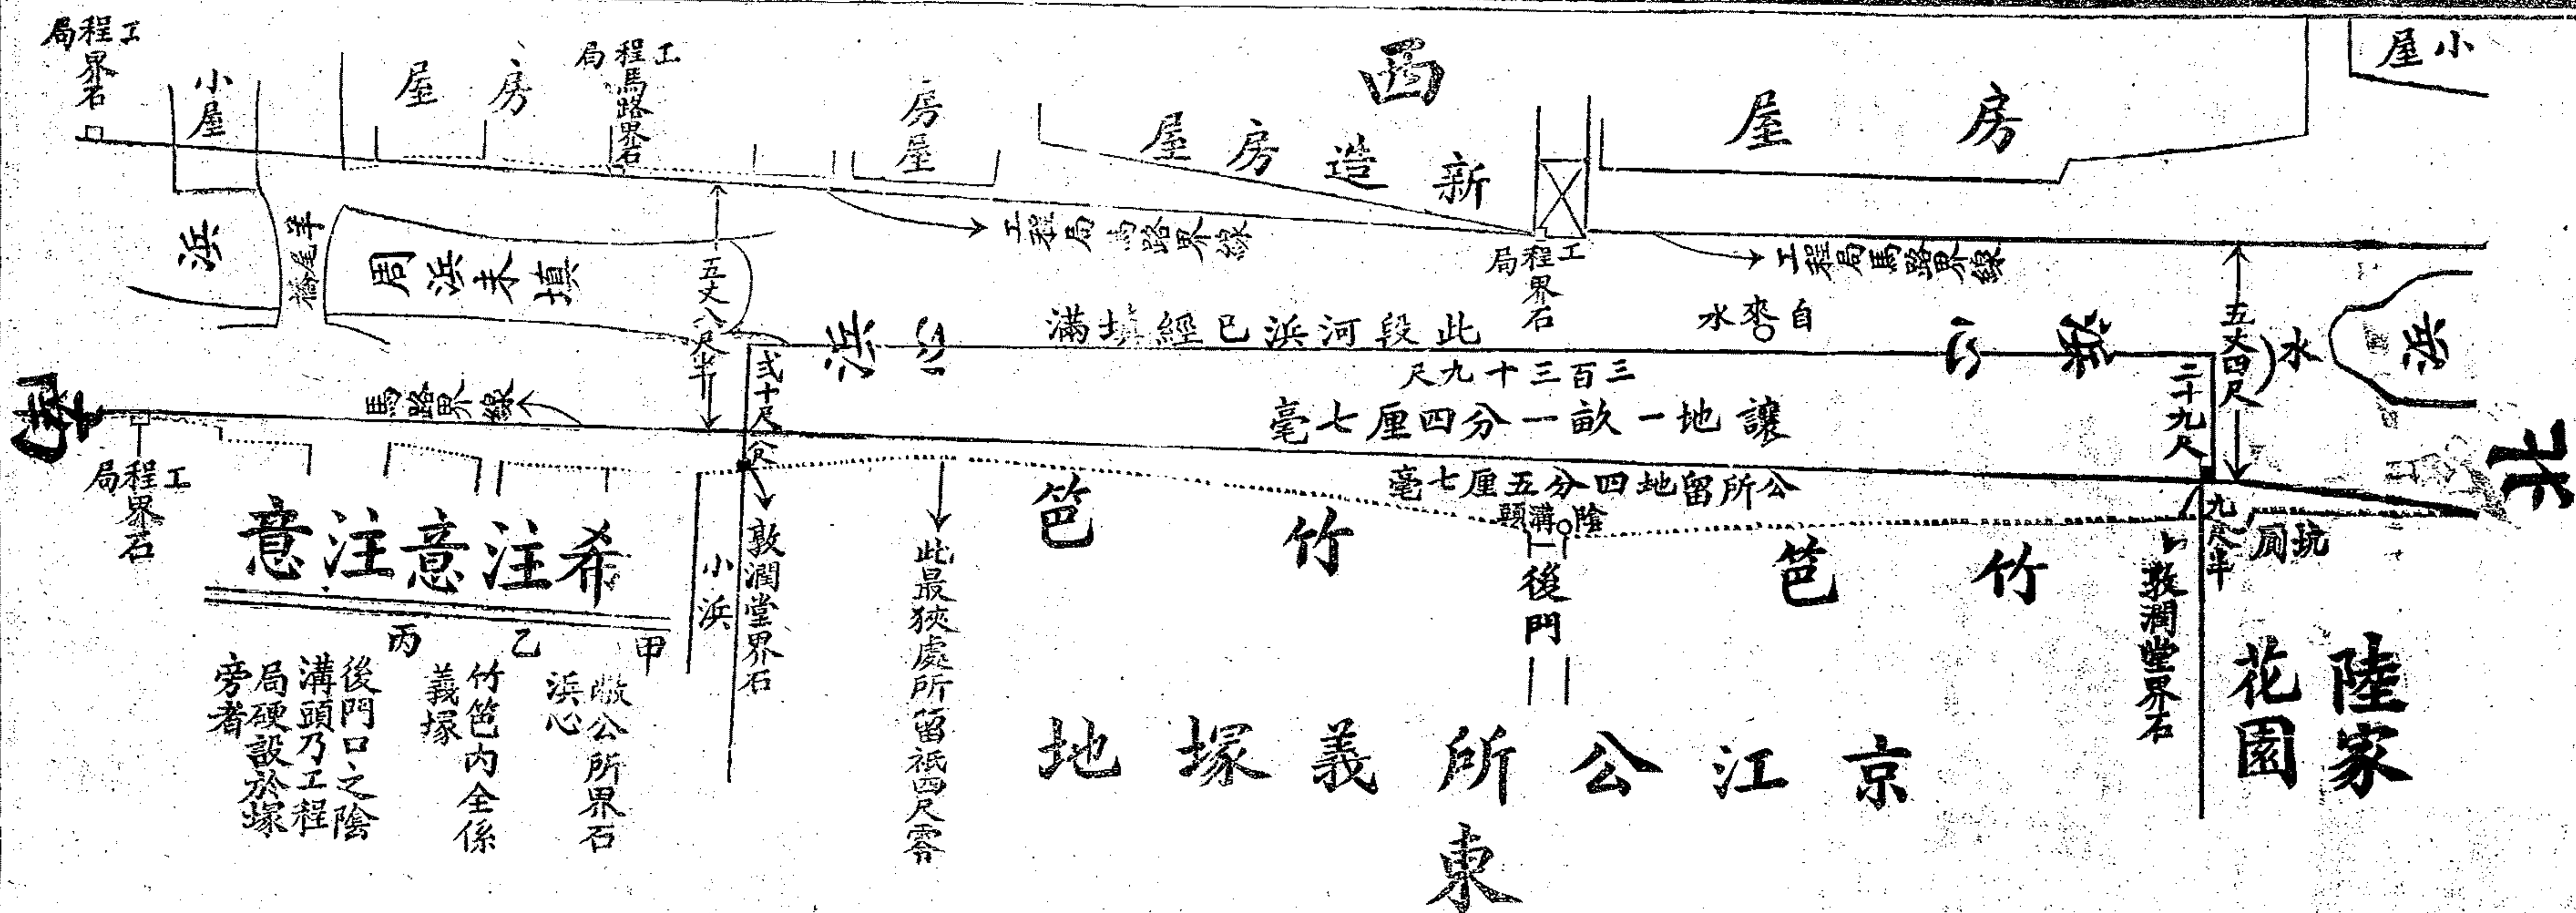 西
東
北
小屋
房屋
新造房屋
房屋
工程局馬路界石
房屋
小屋
工程局界石
工程局馬路界線
工程局界石
工程局馬路界線
浜
水
五丈四尺
自來水
此段河浜已經填滿
浜
五丈八尺半
周浜未填
浜
三百三十九尺
讓地一畝一分四厘七毫
三十九尺
弍十尺
馬路界線
公所留地四分五厘七毫
陰溝頭
後門
竹笆
竹笆
九尺半
坑廁
敦潤堂界石
陸家花園
京江公所義塚地
此最狹處所留祇四尺零
敦潤堂界石
小浜
工程局界石
希注意注意
甲
敝公所界石浜心
乙
竹笆內全係義塚
丙
後門口之陰溝頭乃工程局硬設於塚旁者